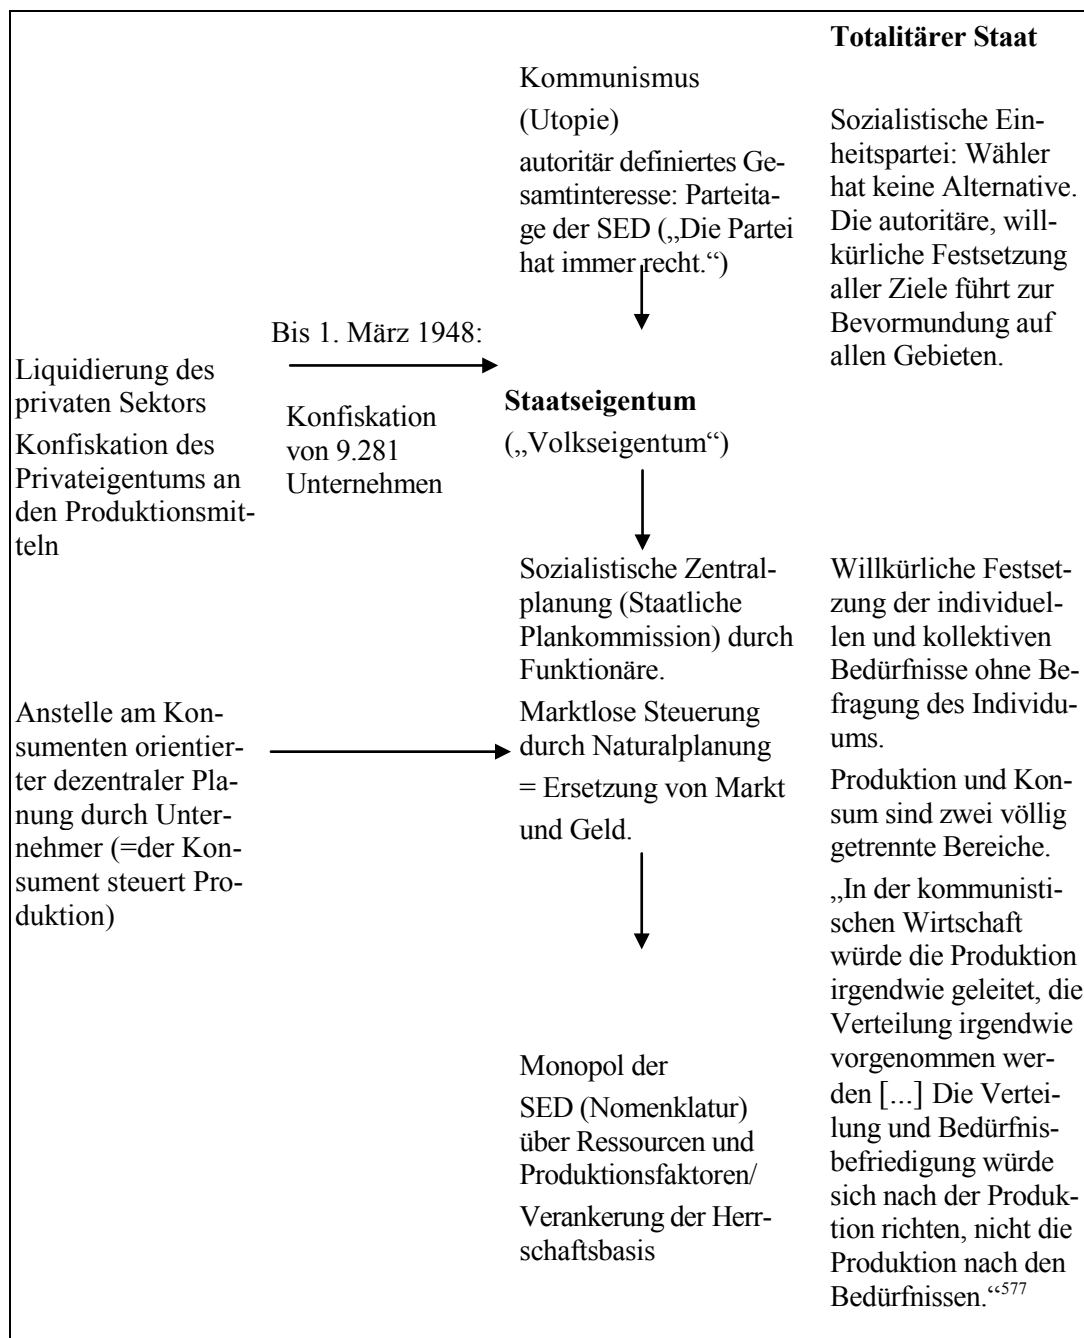 Totalitärer Staat
Kommunismus
(Utopie)
autoritär definiertes Ge-
samtinteresse: Parteita-
ge der SED („Die Partei
hat immer recht.“)
Sozialistische Ein-
heitspartei: Wähler
hat keine Alternative.
Die autoritäre, will-
kürliche Festsetzung
aller Ziele führt zur
Bevormundung auf
allen Gebieten.
Liquidierung des
privaten Sektors
Konfiskation des
Privateigentums an
den Produktionsmit-
teln
Bis 1. März 1948:
Konfiskation
von 9.281
Unternehmen
Staatseigentum
(„Volkseigentum“)
Sozialistische Zentral-
planung (Staatliche
Plankommission) durch
Funktionäre.
Marktlose Steuerung
durch Naturalplanung
= Ersetzung von Markt
und Geld.
Willkürliche Festset-
zung der individuel-
len und kollektiven
Bedürfnisse ohne Be-
fragung des Individu-
ums.
Produktion und Kon-
sum sind zwei völlig
getrennte Bereiche.
Anstelle am Kon-
sumenten orientier-
ter dezentraler Pla-
nung durch Unter-
nehmer (=der Kon-
sument steuert Pro-
duktion)
„In der kommunisti-
schen Wirtschaft
würde die Produktion
irgendwie geleitet, die
Verteilung irgendwie
vorgenommen wer-
den [...] Die Vertei-
lung und Bedürfnis-
befriedigung würde
sich nach der Produk-
tion richten, nicht die
Produktion nach den
Bedürfnissen.“577
Monopol der
SED (Nomenklatur)
über Ressourcen und
Produktionsfaktoren/
Verankerung der Herr-
schaftsbasis